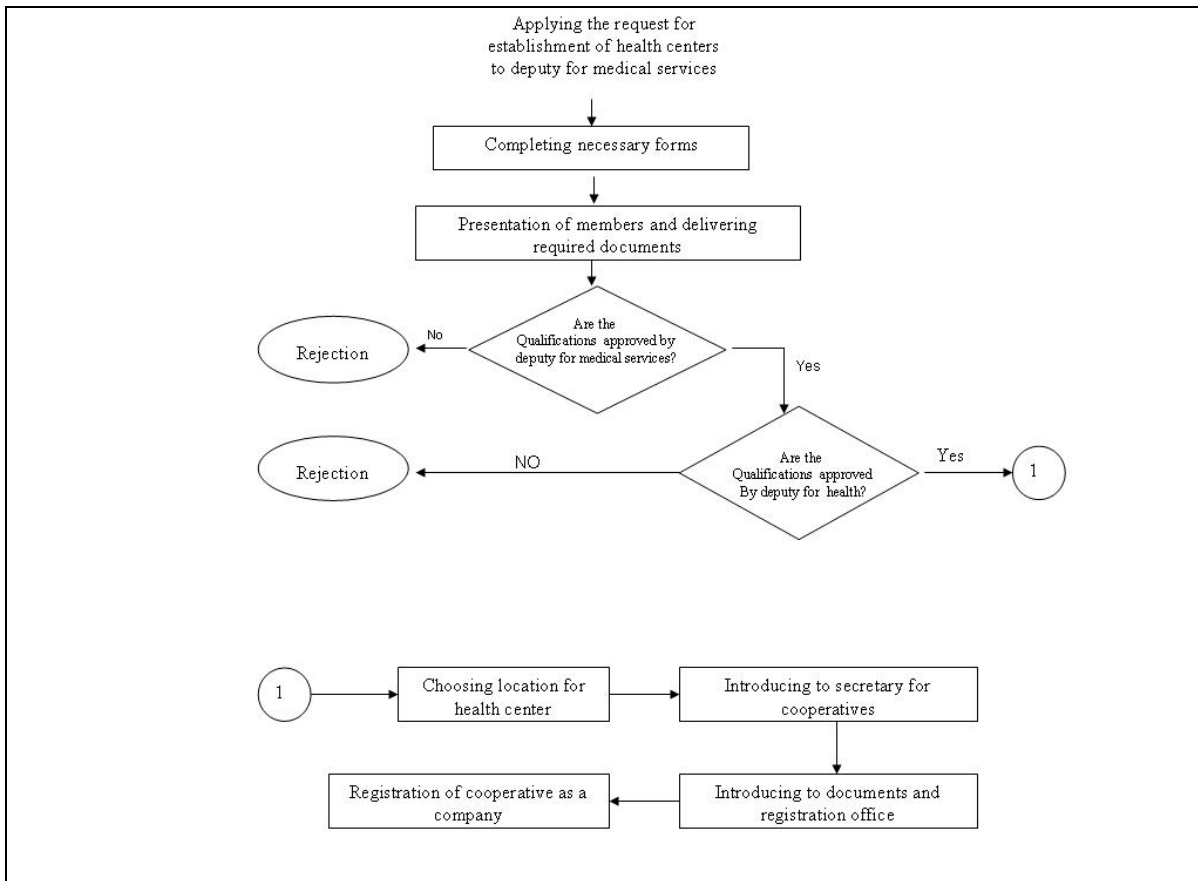 Applying the request for
establishment of health centers
to deputy for medical services
Completing necessary forms
Presentation of members and delivering
required documents
Are the
Qualifications approved by
deputy for medical services?
No
Rejection
Yes
Are the
Qualifications approved
By deputy for health?
NO
Rejection
Yes
1
1
Choosing location for
health center
Introducing to secretary for
cooperatives
Registration of cooperative as a
company
Introducing to documents and
registration office